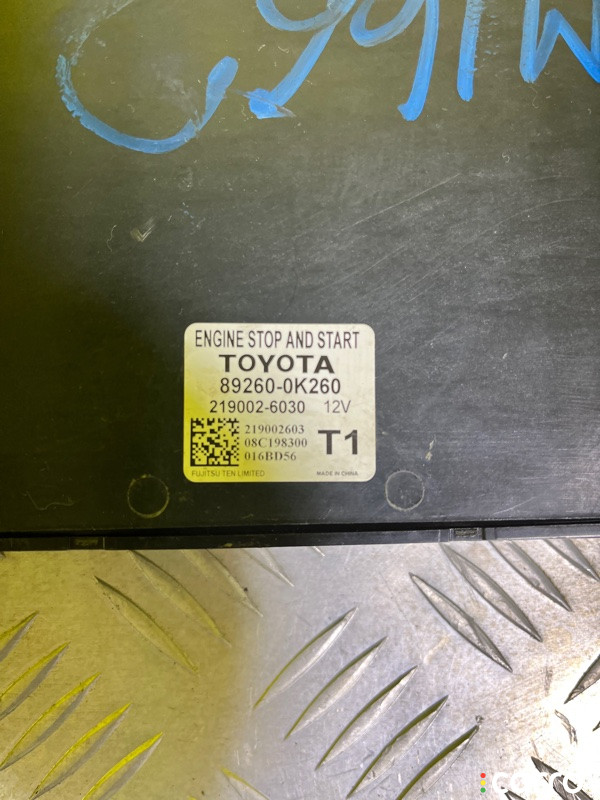 ENGINE STOP AND START
TOYOTA
89260-0K260
219002-6030 12V
219002603
08C198300
016BD56
T1
FUJITSU TEN LIMITED MADE IN CHINA